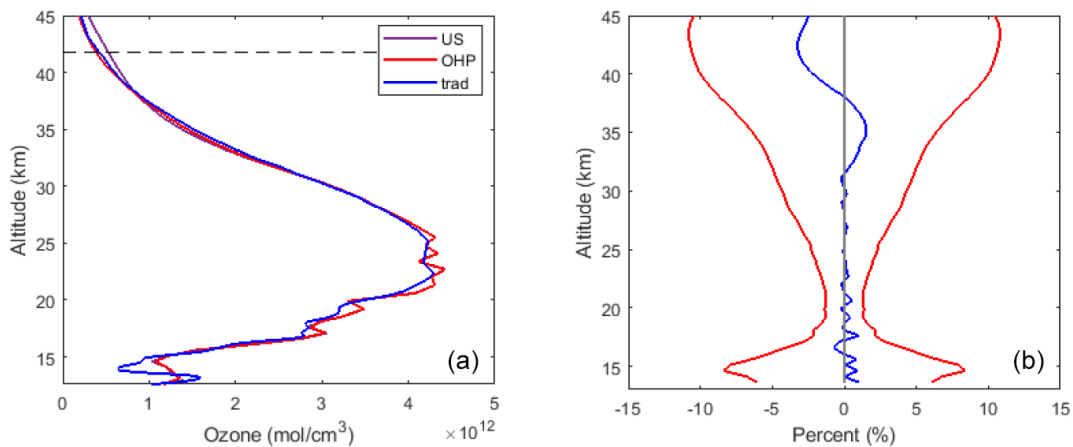 45
40
35
30
25
20
15
Altitude (km)
0 1 2 3 4 5
Ozone (mol/cm³)
× 10¹²
US
OHP
trad
(a)
45
40
35
30
25
20
15
Altitude (km)
-15 -10 -5 0 5 10 15
Percent (%)
(b)